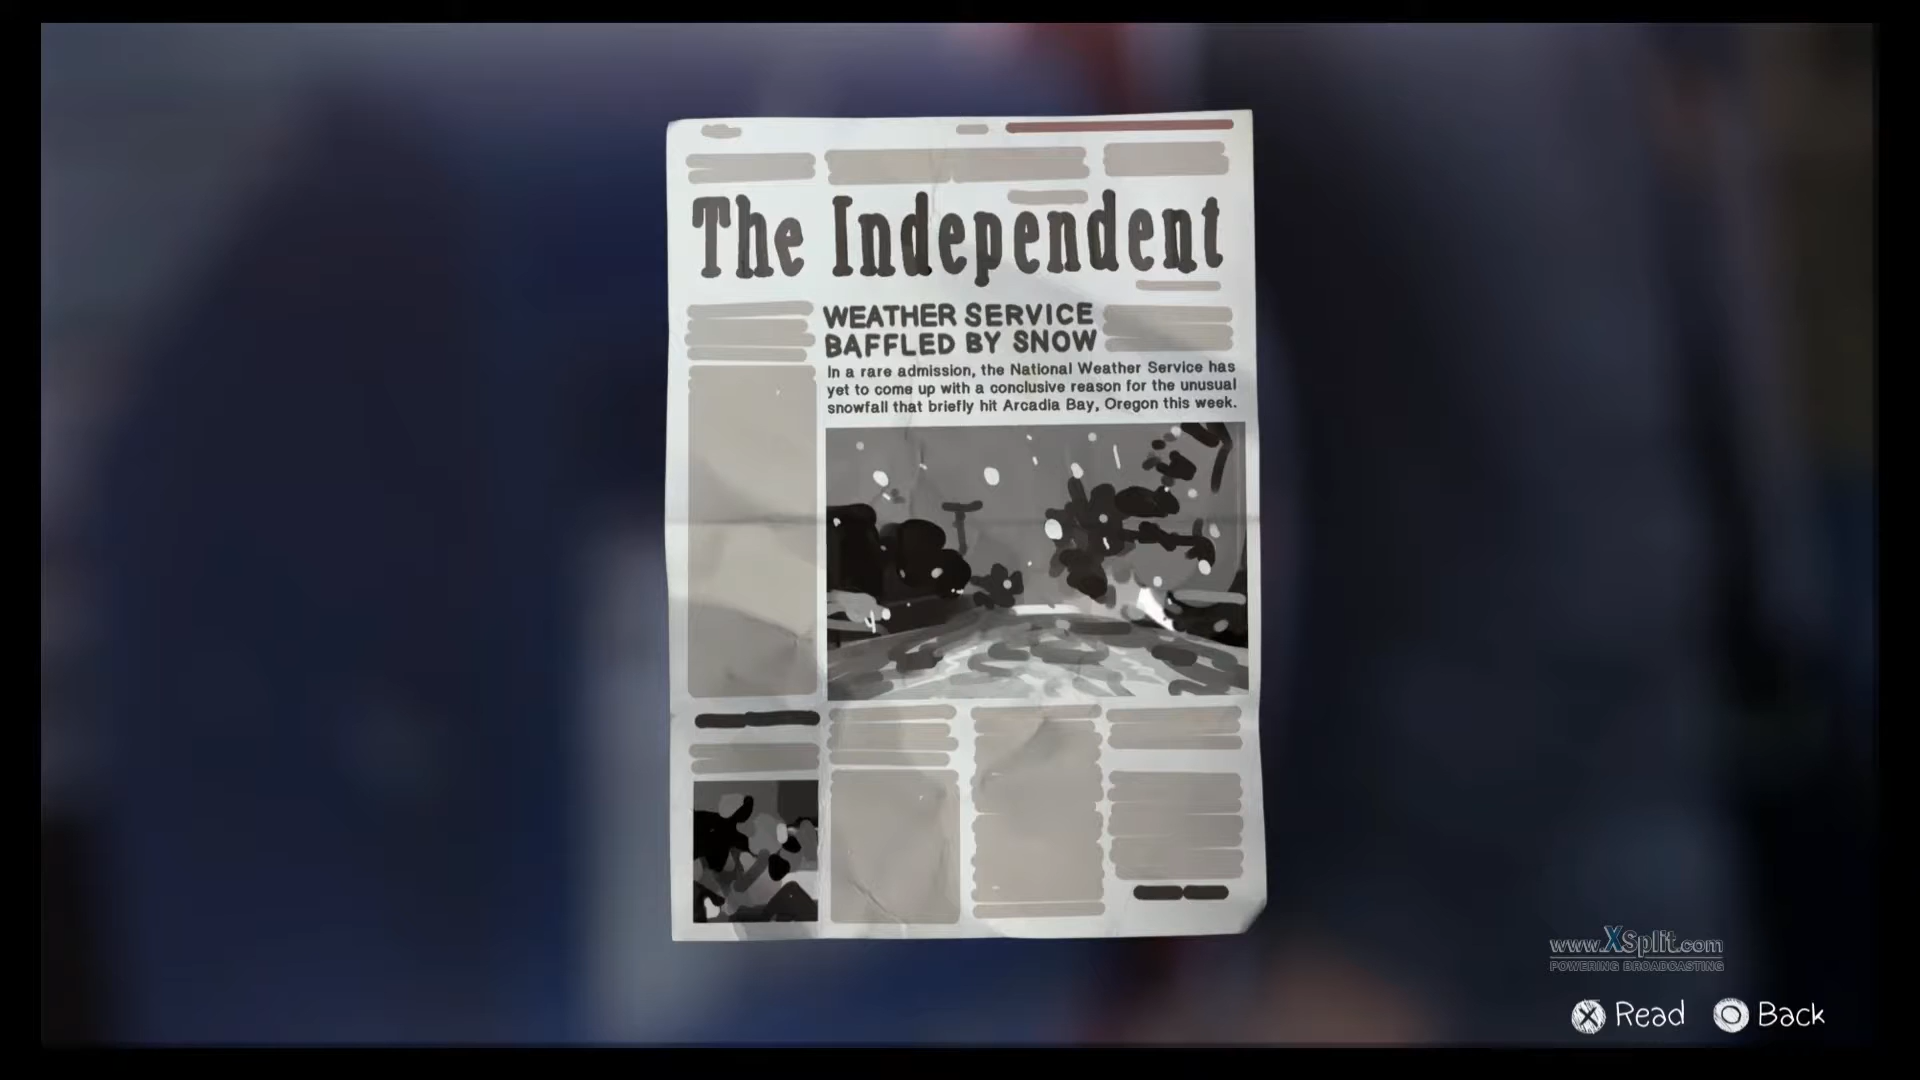 The Independent
WEATHER SERVICE
BAFFLED BY SNOW
In a rare admission, the National Weather Service has
yet to come up with a conclusive reason for the unusual
snowfall that briefly hit Arcadia Bay, Oregon this week.
www.XSplit.com
POWERING BROADCASTING
Read Back